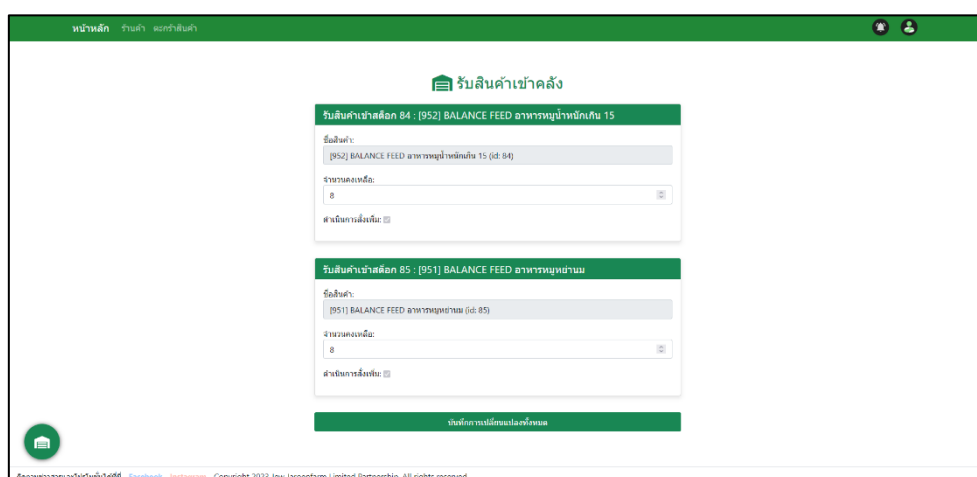 หน้าหลัก ร้านค้า ตะกร้าสินค้า
รับสินค้าเข้าคลัง
รับสินค้าเข้าสต็อก 84 : [952] BALANCE FEED อาหารหมูน้ำหนักเกิน 15
ชื่อสินค้า:
[952] BALANCE FEED อาหารหมูน้ำหนักเกิน 15 (id: 84)
จำนวนคงเหลือ:
8
ดำเนินการสั่งเพิ่ม:
รับสินค้าเข้าสต็อก 85 : [951] BALANCE FEED อาหารหมูหย่านม
ชื่อสินค้า:
[951] BALANCE FEED อาหารหมูหย่านม (id: 85)
จำนวนคงเหลือ:
8
ดำเนินการสั่งเพิ่ม:
บันทึกการเปลี่ยนแปลงทั้งหมด
Facebook Instagram Copyright 2023 Limited Partnership. All rights reserved.